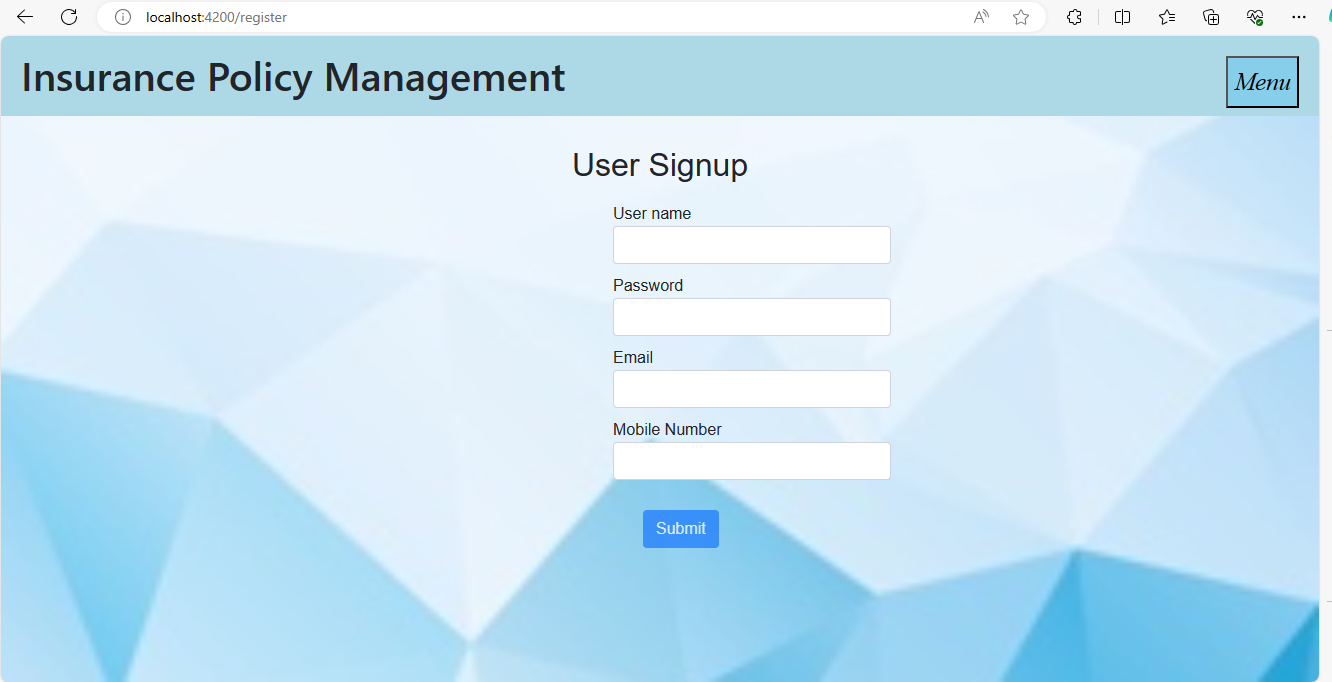 localhost:4200/register
Insurance Policy Management
Menu
User Signup
User name
Password
Email
Mobile Number
Submit